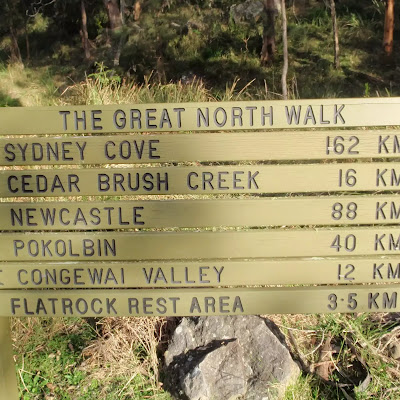 THE GREAT NORTH WALK
SYDNEY COVE 162 KM
CEDAR BRUSH CREEK 16 KM
NEWCASTLE 88 KM
POKOLBIN 40 KM
CONGEWAI VALLEY 12 KM
FLATROCK REST AREA 3·5 KM